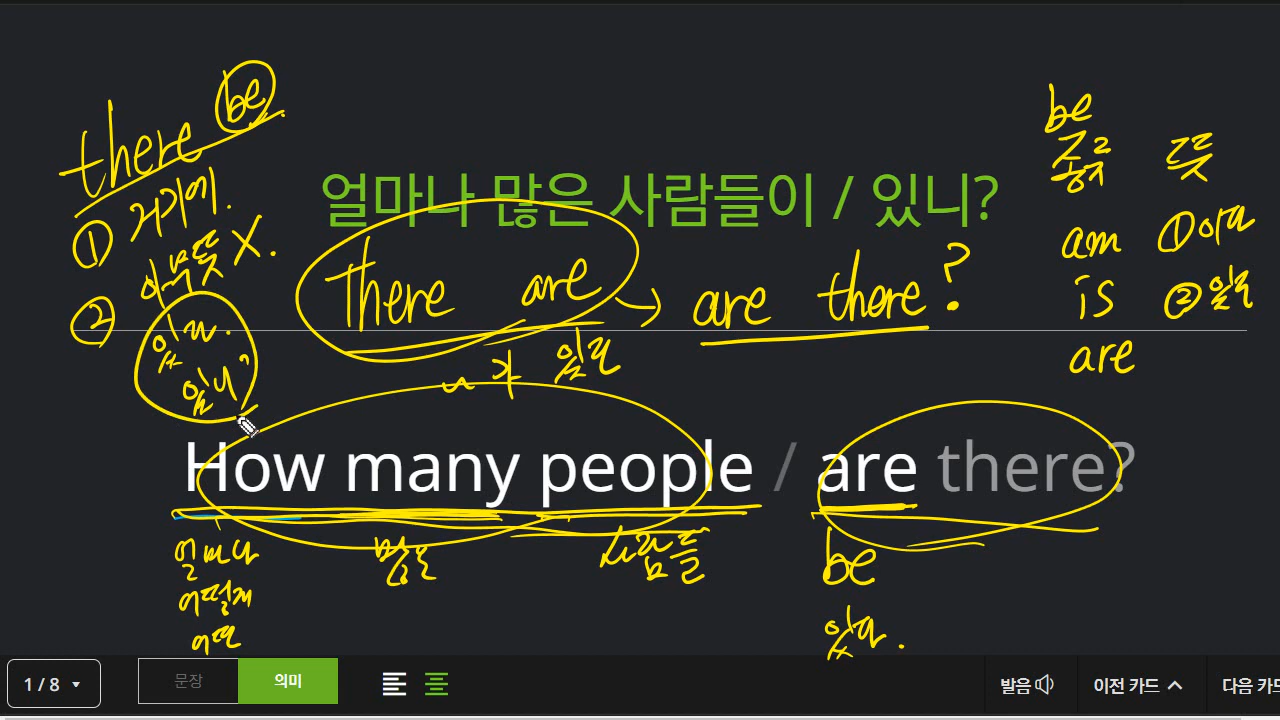 there be
① 거기에.
② 아무뜻 X.
있다.
있니?
be
종류 뜻
am ① 이다
is ② 있다
are
얼마나 많은 사람들이 / 있니?
There are → are there?
~가 있다
How many people / are there?
얼마나 많은 사람들 be
어떻게 있다.
어떤
1 / 8
문장
의미
발음
이전 카드
다음 카드